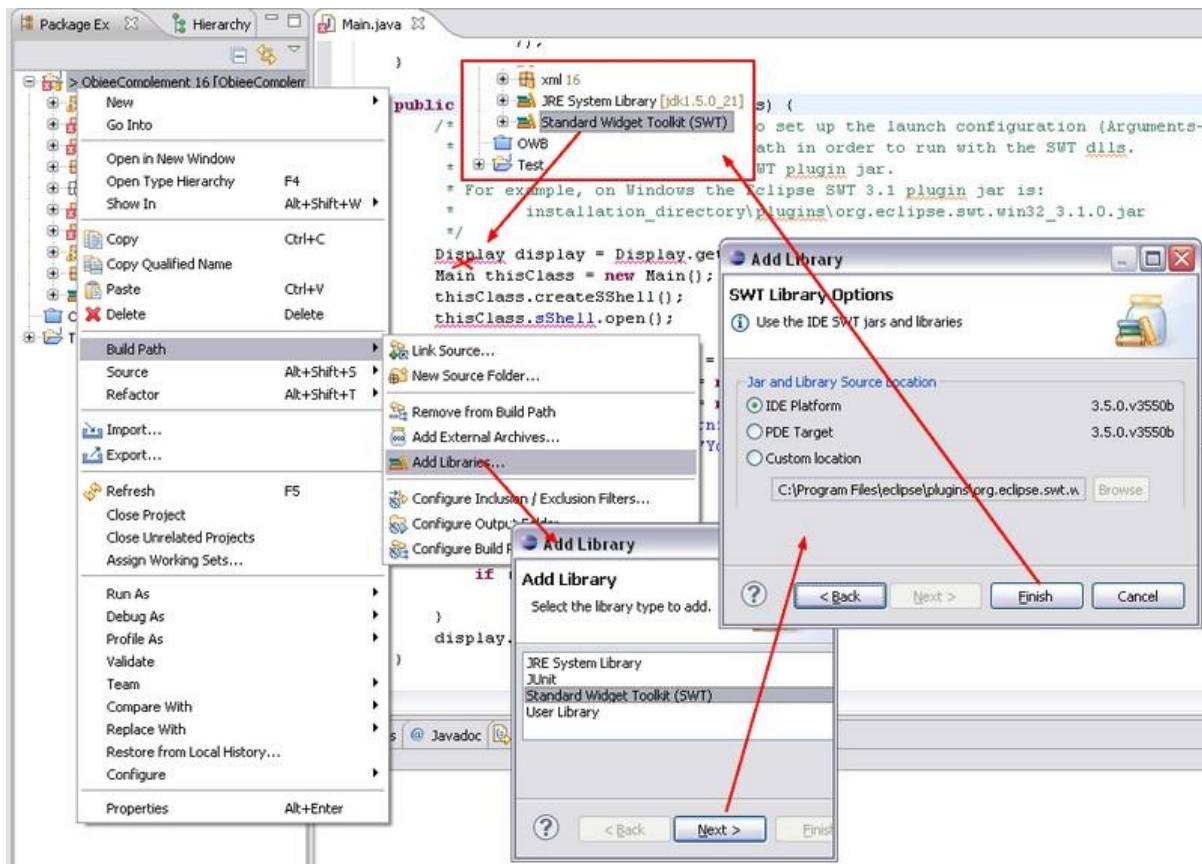 Package Ex
Hierarchy
Main.java
> ObieeComplement 16 [ObieeComplem
New
Go Into
Open in New Window
Open Type Hierarchy F4
Show In Alt+Shift+W
Copy Ctrl+C
Copy Qualified Name
Paste Ctrl+V
Delete Delete
Build Path
Source Alt+Shift+S
Refactor Alt+Shift+T
Import...
Export...
Refresh F5
Close Project
Close Unrelated Projects
Assign Working Sets...
Run As
Debug As
Profile As
Validate
Team
Compare With
Replace With
Restore from Local History...
Configure
Properties Alt+Enter
}
xml 16
JRE System Library [jdk1.5.0_21]
Standard Widget Toolkit (SWT)
OWB
Test
public s) {
/* o set up the launch configuration (Arguments-
* ath in order to run with the SWT dlls.
* WT plugin jar.
* For example, on Windows the Eclipse SWT 3.1 plugin jar is:
* installation_directory\plugins\org.eclipse.swt.win32_3.1.0.jar
*/
Display display = Display.get
Main thisClass = new Main();
thisClass.createSShell();
thisClass.sShell.open();
Link Source...
New Source Folder...
Remove from Build Path
Add External Archives...
Add Libraries...
Configure Inclusion / Exclusion Filters...
Configure Output Folder
Configure Build P
if
}
display.
}
@ Javadoc
Add Library
Add Library
Select the library type to add.
JRE System Library
JUnit
Standard Widget Toolkit (SWT)
User Library
? < Back Next > Finish
Add Library
SWT Library Options
Use the IDE SWT jars and libraries
Jar and Library Source Location
IDE Platform 3.5.0.v3550b
PDE Target 3.5.0.v3550b
Custom location
C:\Program Files\eclipse\plugins\org.eclipse.swt.w Browse
? < Back Next > Finish Cancel